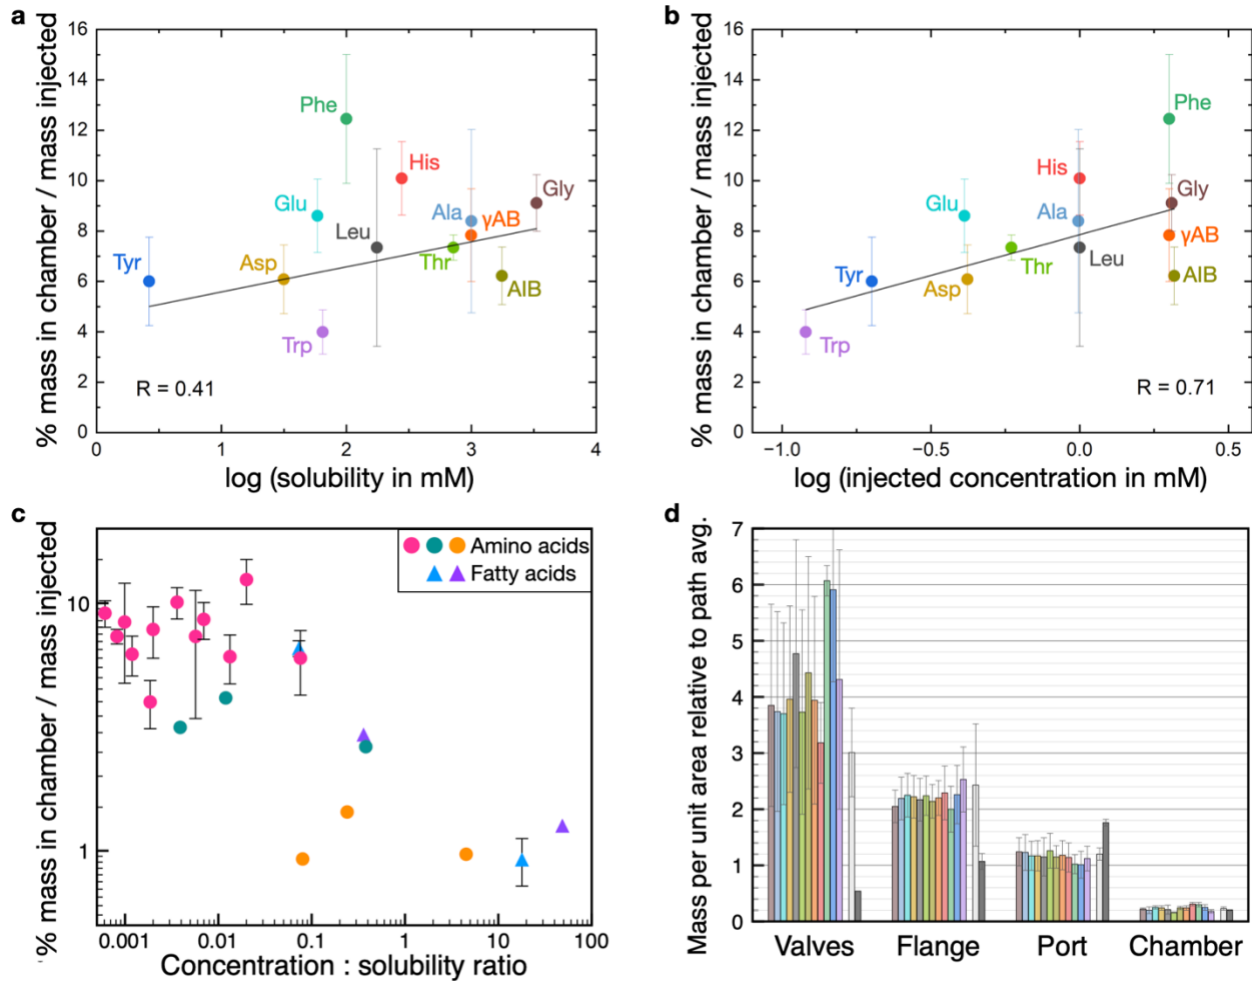 a
% mass in chamber / mass injected
16
14
12
10
8
6
4
2
0
Phe
His
Gly
Glu
Ala
γAB
Leu
Tyr
Asp
Thr
AIB
Trp
R = 0.41
0
1
2
3
4
log (solubility in mM)
b
% mass in chamber / mass injected
16
14
12
10
8
6
4
2
0
Phe
His
Gly
Glu
Ala
γAB
Leu
Thr
Tyr
Asp
AIB
Trp
R = 0.71
−1.0
−0.5
0.0
0.5
log (injected concentration in mM)
c
% mass in chamber / mass injected
10
1
Amino acids
Fatty acids
0.001
0.01
0.1
1
10
100
Concentration : solubility ratio
d
Mass per unit area relative to path avg.
7
6
5
4
3
2
1
0
Valves
Flange
Port
Chamber